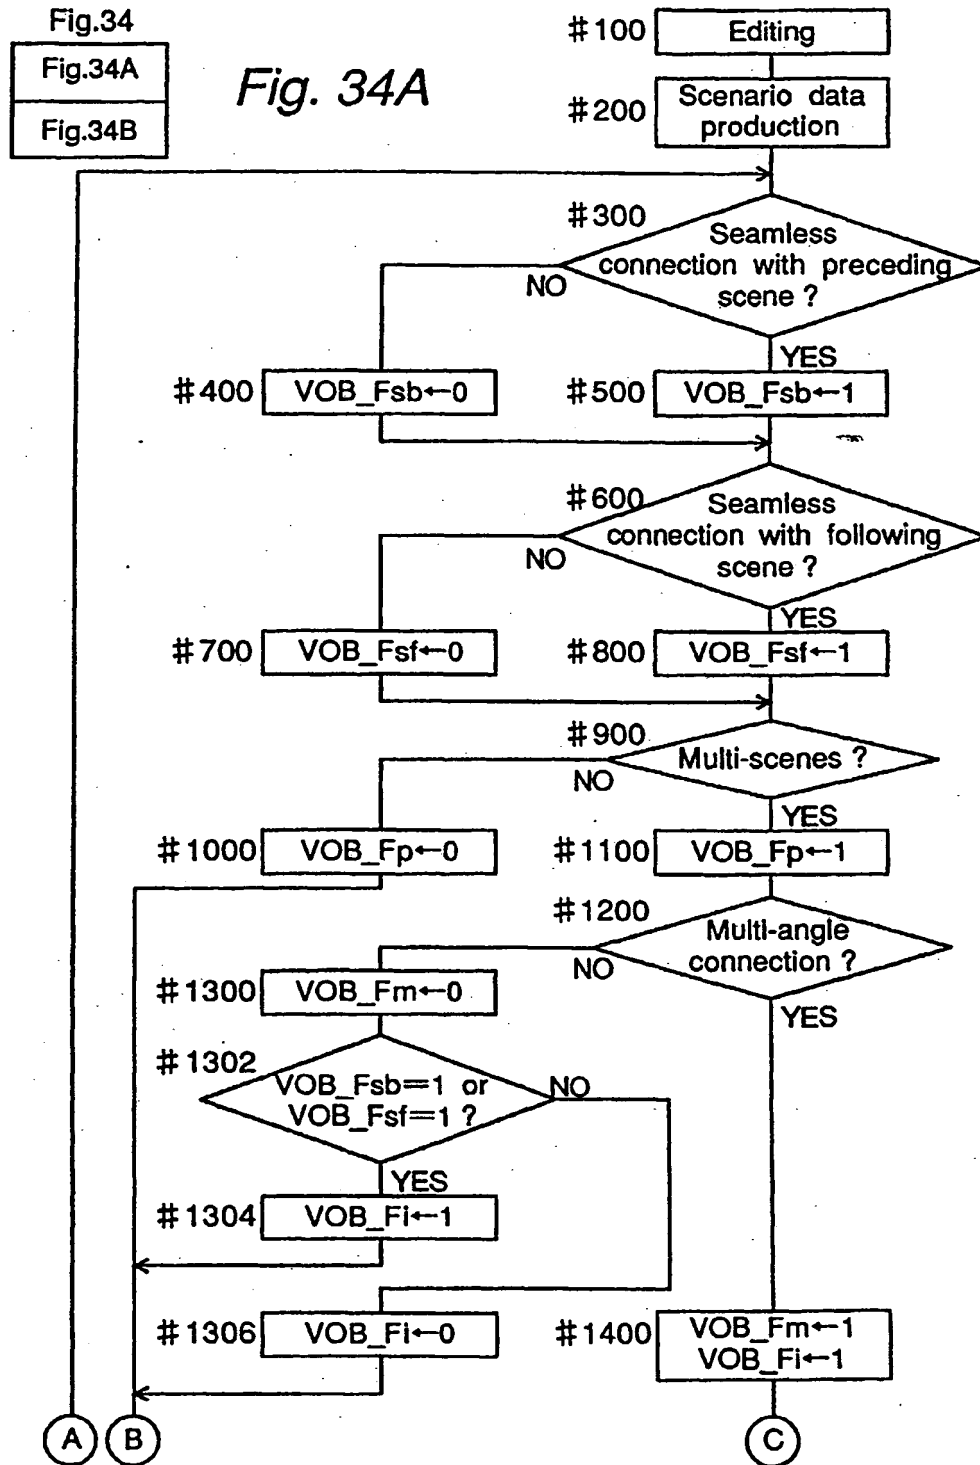 Fig.34
Fig.34A
Fig.34B
Fig. 34A
#100
Editing
#200
Scenario data
production
#300
Seamless
connection with preceding
scene ?
NO
YES
#400
VOB_Fsb←0
#500
VOB_Fsb←1
#600
Seamless
connection with following
scene ?
NO
YES
#700
VOB_Fsf←0
#800
VOB_Fsf←1
#900
Multi-scenes ?
NO
YES
#1000
VOB_Fp←0
#1100
VOB_Fp←1
#1200
Multi-angle
connection ?
NO
YES
#1300
VOB_Fm←0
#1302
VOB_Fsb=1 or
VOB_Fsf=1 ?
NO
YES
#1304
VOB_Fi←1
#1306
VOB_Fi←0
#1400
VOB_Fm←1
VOB_Fi←1
A
B
C